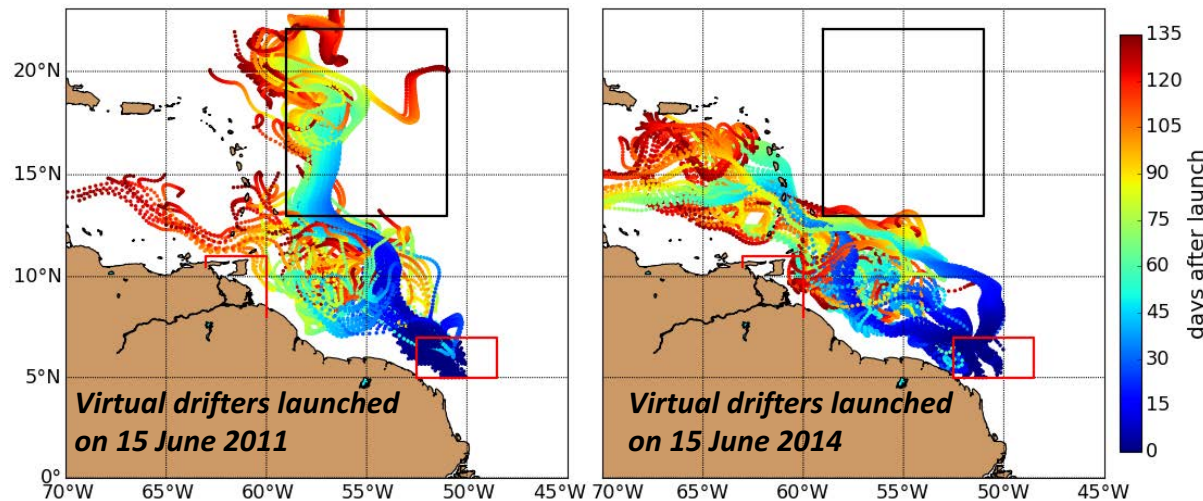 20°N
15°N
10°N
5°N
0°
70°W 65°W 60°W 55°W 50°W 45°W
Virtual drifters launched
on 15 June 2011
70°W 65°W 60°W 55°W 50°W 45°W
Virtual drifters launched
on 15 June 2014
135
120
105
90
75
60
45
30
15
0
days after launch